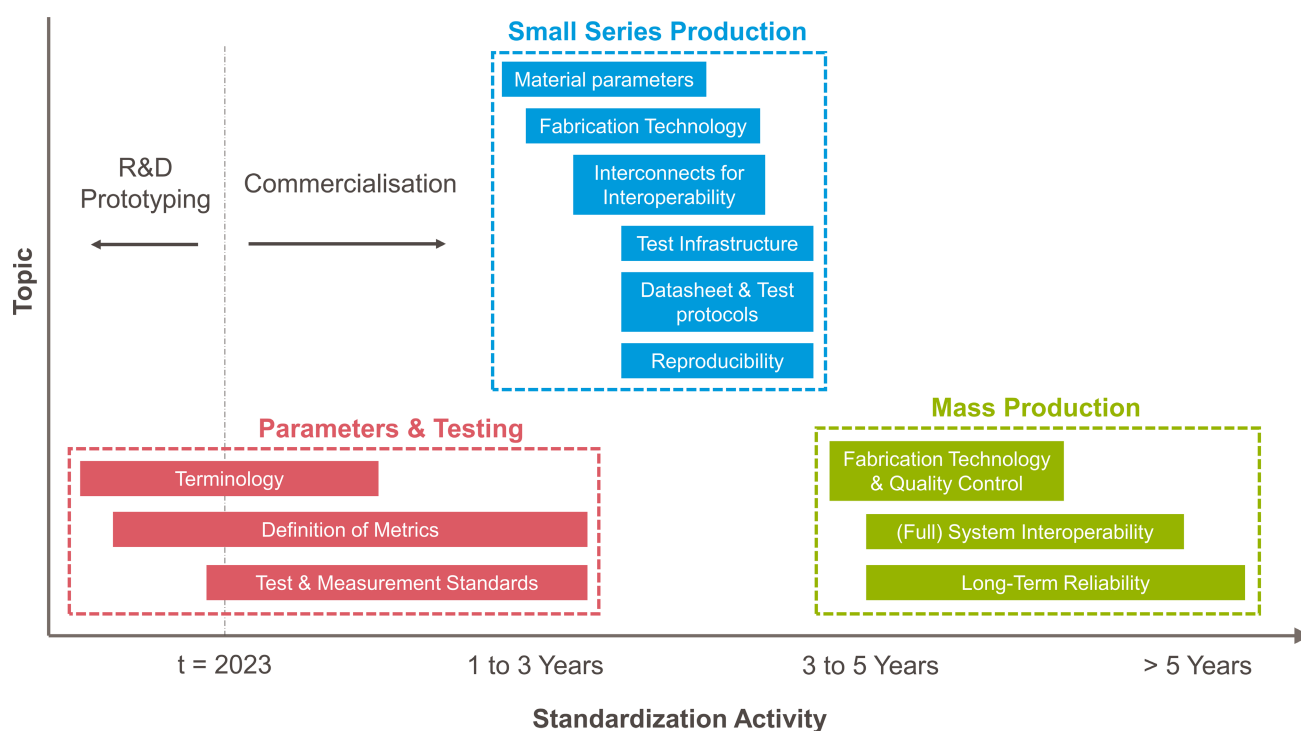 Small Series Production
Material parameters
Fabrication Technology
Interconnects for
Interoperability
Test Infrastructure
Datasheet & Test
protocols
Reproducibility
R&D
Prototyping
Commercialisation
Topic
Parameters & Testing
Terminology
Definition of Metrics
Test & Measurement Standards
Mass Production
Fabrication Technology
& Quality Control
(Full) System Interoperability
Long-Term Reliability
t = 2023
1 to 3 Years
3 to 5 Years
> 5 Years
Standardization Activity